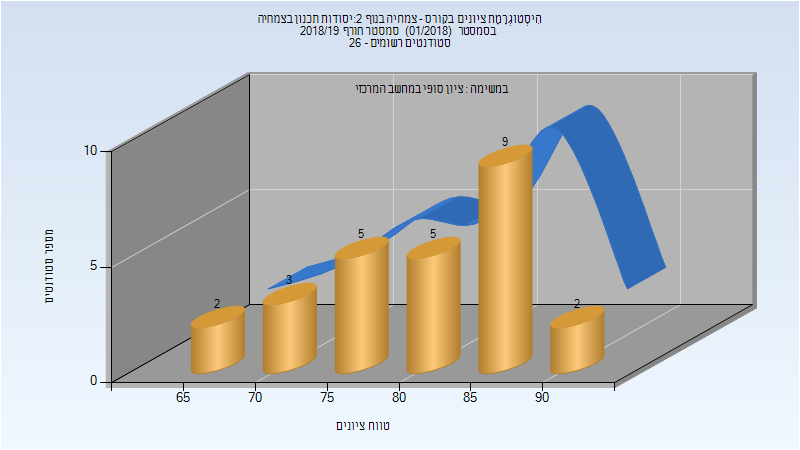 היסטוגרמת ציונים בקורס - צמחיה בנוף 2:יסודות תכנון בצמחיה
בסמסטר (01/2018) סמסטר חורף 2018/19
סטודנטים רשומים - 26
במשימה : ציון סופי במחשב המרכזי
מספר סטודנטים
10
5
0
2
3
5
5
9
2
65
70
75
80
85
90
טווח ציונים